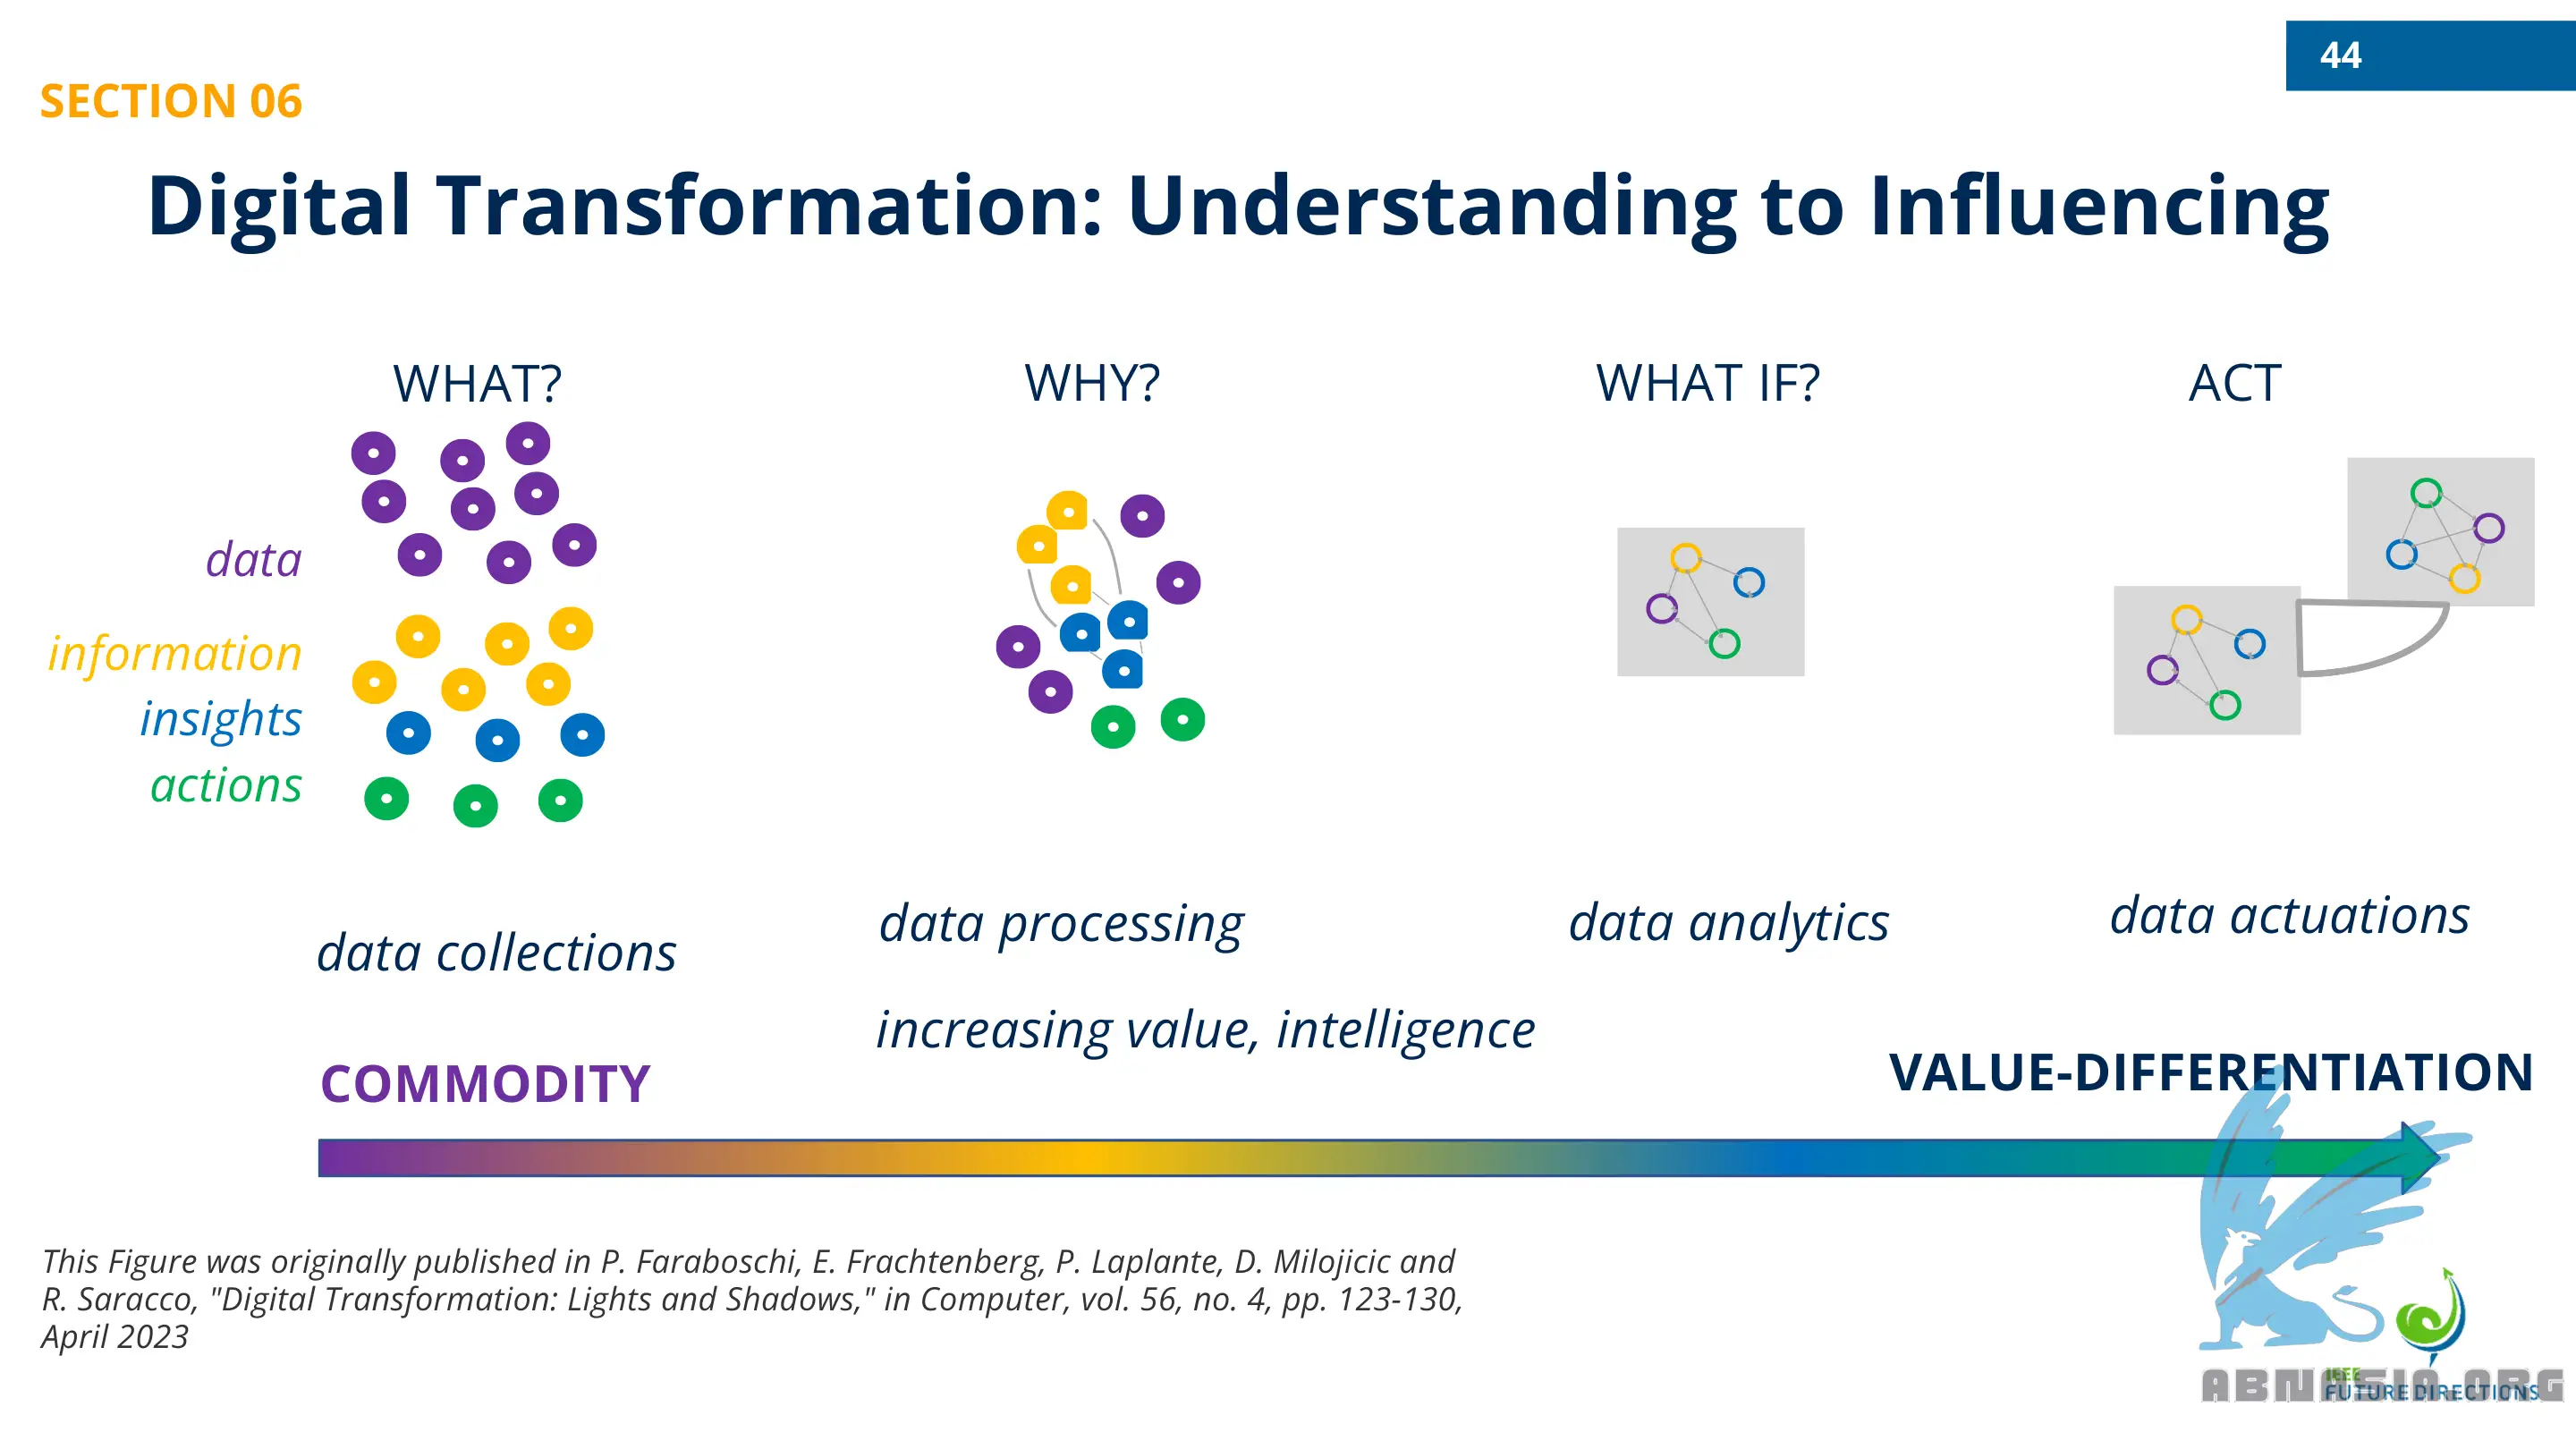 44
SECTION 06
Digital Transformation: Understanding to Influencing
WHAT?
WHY?
WHAT IF?
ACT
data
information
insights
actions
data collections
data processing
data analytics
data actuations
increasing value, intelligence
COMMODITY
VALUE-DIFFERENTIATION
This Figure was originally published in P. Faraboschi, E. Frachtenberg, P. Laplante, D. Milojicic and
R. Saracco, "Digital Transformation: Lights and Shadows," in Computer, vol. 56, no. 4, pp. 123-130,
April 2023
IEEE
FUTURE DIRECTIONS
ABNASIA.ORG